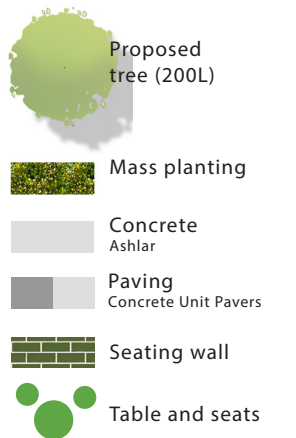 Proposed
tree (200L)
Mass planting
Concrete
Ashlar
Paving
Concrete Unit Pavers
Seating wall
Table and seats